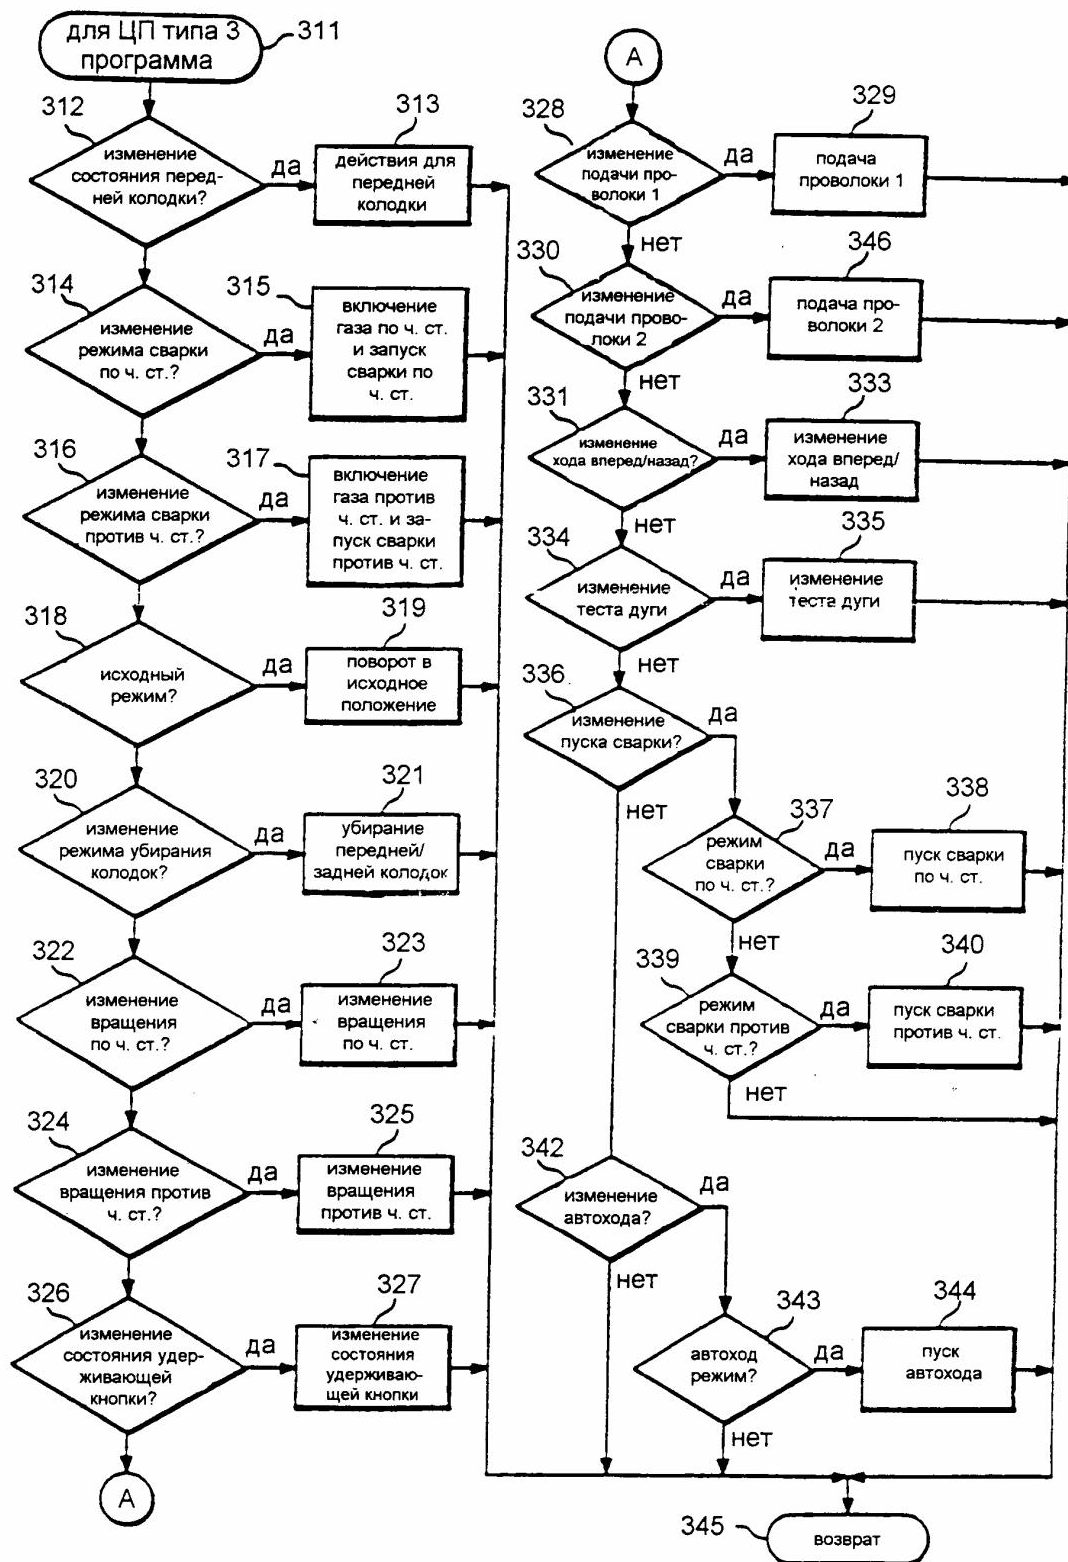 для ЦП типа 3
программа
311
312
изменение
состояния перед-
ней колодки?
да
313
действия для
передней
колодки
314
изменение
режима сварки
по ч. ст.?
да
315
включение
газа по ч. ст.
и запуск
сварки по
ч. ст.
316
изменение
режима сварки
против ч. ст.?
да
317
включение
газа против
ч. ст. и за-
пуск сварки
против ч. ст.
318
исходный
режим?
да
319
поворот в
исходное
положение
320
изменение
режима убирания
колодок?
да
321
убирание
передней/
задней колодок
322
изменение
вращения
по ч. ст.?
да
323
изменение
вращения
по ч. ст.
324
изменение
вращения против
ч. ст.?
да
325
изменение
вращения
против ч. ст.
326
изменение
состояния удер-
живающей
кнопки?
да
327
изменение
состояния
удерживаю-
щей кнопки
А
А
328
изменение
подачи про-
волоки 1
да
329
подача
проволоки 1
нет
330
изменение
подачи прово-
локи 2
да
346
подача про-
волоки 2
нет
331
изменение
хода вперед/назад?
да
333
изменение
хода вперед/
назад
нет
334
изменение
теста дуги
да
335
изменение
теста дуги
нет
336
изменение
пуска сварки?
да
нет
337
режим
сварки
по ч. ст.?
да
338
пуск сварки
по ч. ст.
нет
339
режим
сварки против
ч. ст.?
да
340
пуск сварки
против ч. ст.
нет
342
изменение
автохода?
да
нет
343
автоход
режим?
да
344
пуск
автохода
нет
345
возврат